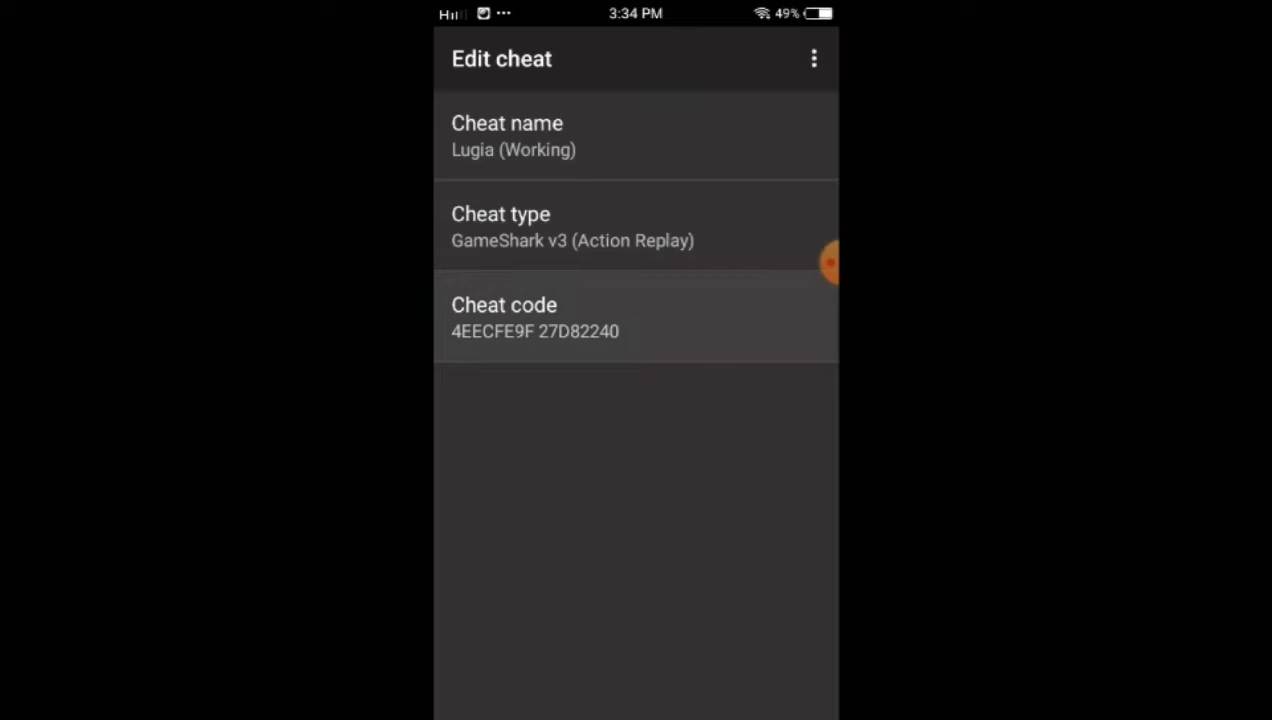 3:34 PM
49%
Edit cheat
Cheat name
Lugia (Working)
Cheat type
GameShark v3 (Action Replay)
Cheat code
4EECFE9F 27D82240